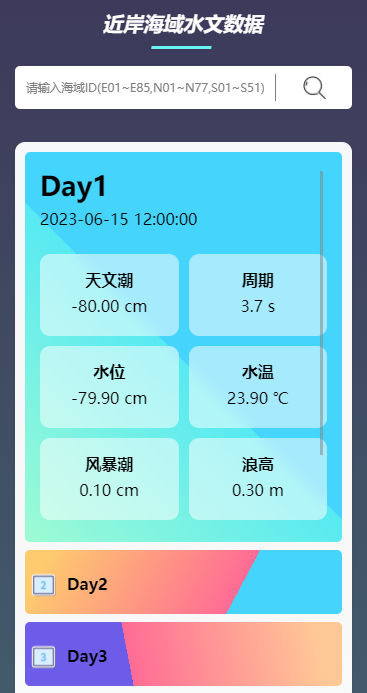 近岸海域水文数据
请输入海域ID(E01~E85,N01~N77,S01~S51)
Day1
2023-06-15 12:00:00
天文潮
-80.00 cm
周期
3.7 s
水位
-79.90 cm
水温
23.90 ℃
风暴潮
0.10 cm
浪高
0.30 m
2 Day2
3 Day3